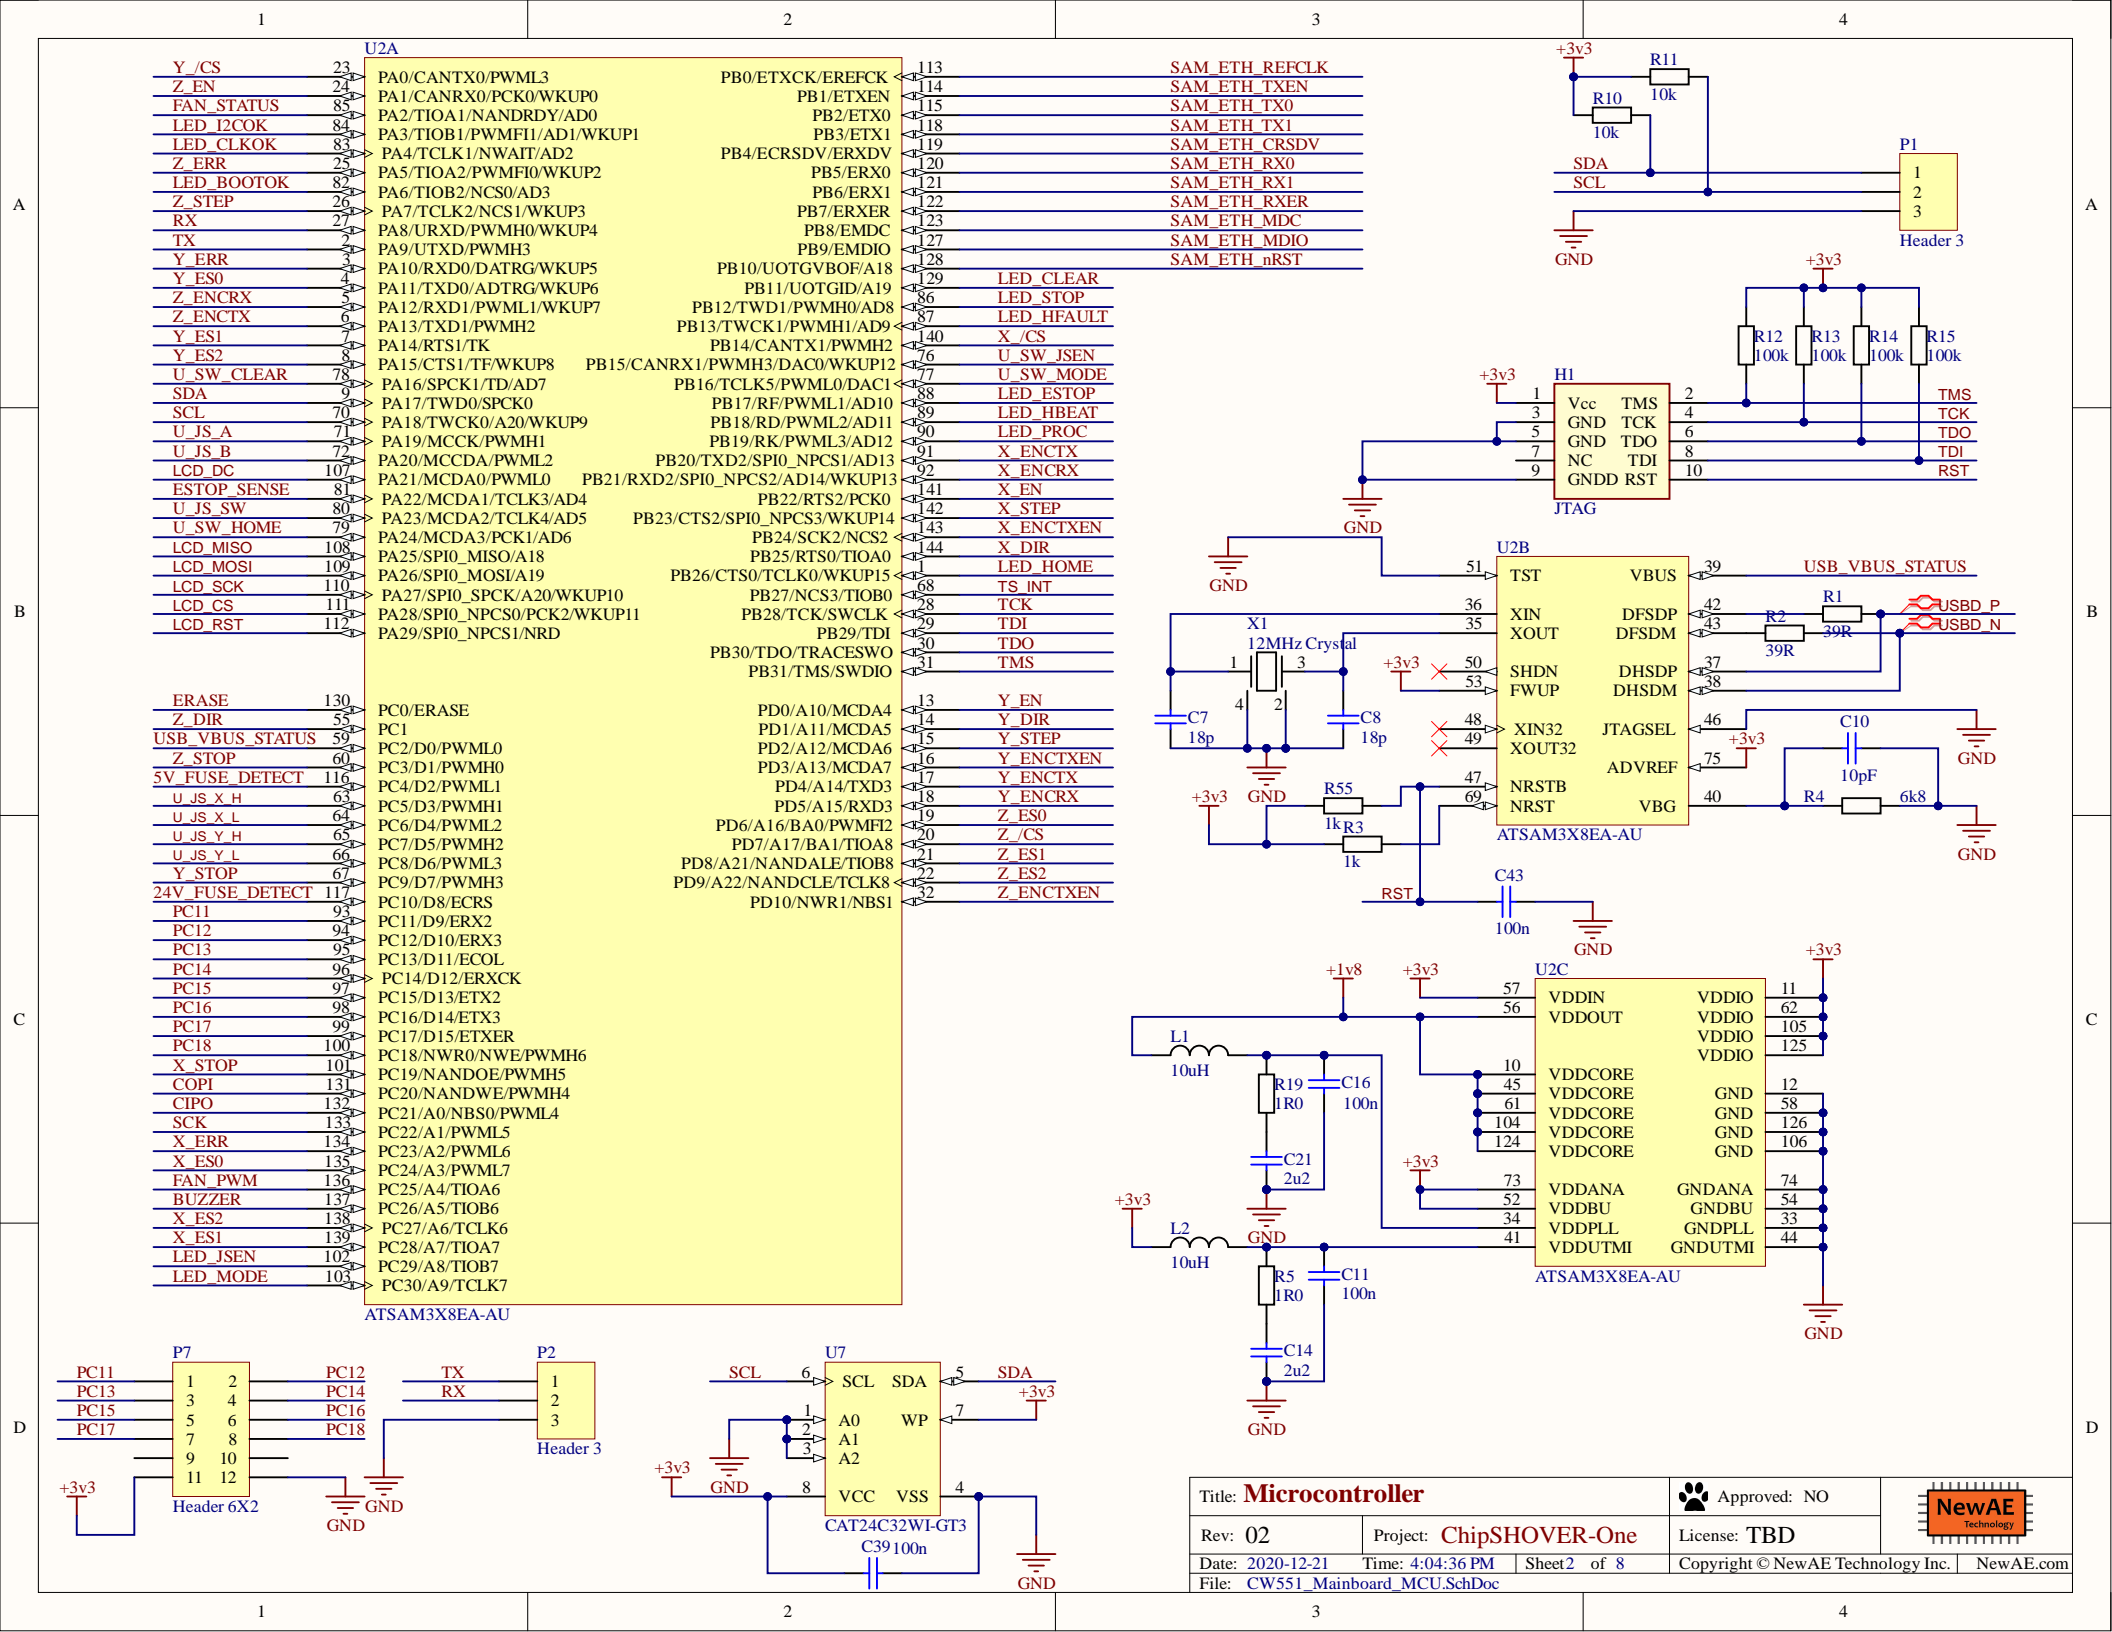 1 2 3 4
A A
B B
C C
D D
1 2 3 4
U2A
Y_/CS 23 PA0/CANTX0/PWML3
Z_EN 24 PA1/CANRX0/PCK0/WKUP0
FAN_STATUS 85 PA2/TIOA1/NANDRDY/AD0
LED_I2COK 84 PA3/TIOB1/PWMFI1/AD1/WKUP1
LED_CLKOK 83 PA4/TCLK1/NWAIT/AD2
Z_ERR 25 PA5/TIOA2/PWMFI0/WKUP2
LED_BOOTOK 82 PA6/TIOB2/NCS0/AD3
Z_STEP 26 PA7/TCLK2/NCS1/WKUP3
RX 27 PA8/URXD/PWMH0/WKUP4
TX 2 PA9/UTXD/PWMH3
Y_ERR 3 PA10/RXD0/DATRG/WKUP5
Y_ES0 4 PA11/TXD0/ADTRG/WKUP6
Z_ENCRX 5 PA12/RXD1/PWML1/WKUP7
Z_ENCTX 6 PA13/TXD1/PWMH2
Y_ES1 7 PA14/RTS1/TK
Y_ES2 8 PA15/CTS1/TF/WKUP8
U_SW_CLEAR 78 PA16/SPCK1/TD/AD7
SDA 9 PA17/TWD0/SPCK0
SCL 70 PA18/TWCK0/A20/WKUP9
U_JS_A 71 PA19/MCCK/PWMH1
U_JS_B 72 PA20/MCCDA/PWML2
LCD_DC 107 PA21/MCDA0/PWML0
ESTOP_SENSE 81 PA22/MCDA1/TCLK3/AD4
U_JS_SW 80 PA23/MCDA2/TCLK4/AD5
U_SW_HOME 79 PA24/MCDA3/PCK1/AD6
LCD_MISO 108 PA25/SPI0_MISO/A18
LCD_MOSI 109 PA26/SPI0_MOSI/A19
LCD_SCK 110 PA27/SPI0_SPCK/A20/WKUP10
LCD_CS 111 PA28/SPI0_NPCS0/PCK2/WKUP11
LCD_RST 112 PA29/SPI0_NPCS1/NRD
ERASE 130 PC0/ERASE
Z_DIR 55 PC1
USB_VBUS_STATUS 59 PC2/D0/PWML0
Z_STOP 60 PC3/D1/PWMH0
5V_FUSE_DETECT 116 PC4/D2/PWML1
U_JS_X_H 63 PC5/D3/PWMH1
U_JS_X_L 64 PC6/D4/PWML2
U_JS_Y_H 65 PC7/D5/PWMH2
U_JS_Y_L 66 PC8/D6/PWML3
Y_STOP 67 PC9/D7/PWMH3
24V_FUSE_DETECT 117 PC10/D8/ECRS
PC11 93 PC11/D9/ERX2
PC12 94 PC12/D10/ERX3
PC13 95 PC13/D11/ECOL
PC14 96 PC14/D12/ERXCK
PC15 97 PC15/D13/ETX2
PC16 98 PC16/D14/ETX3
PC17 99 PC17/D15/ETXER
PC18 100 PC18/NWR0/NWE/PWMH6
X_STOP 101 PC19/NANDOE/PWMH5
COPI 131 PC20/NANDWE/PWMH4
CIPO 132 PC21/A0/NBS0/PWML4
SCK 133 PC22/A1/PWML5
X_ERR 134 PC23/A2/PWML6
X_ES0 135 PC24/A3/PWML7
FAN_PWM 136 PC25/A4/TIOA6
BUZZER 137 PC26/A5/TIOB6
X_ES2 138 PC27/A6/TCLK6
X_ES1 139 PC28/A7/TIOA7
LED_JSEN 102 PC29/A8/TIOB7
LED_MODE 103 PC30/A9/TCLK7
ATSAM3X8EA-AU
PB0/ETXCK/EREFCK 113 SAM_ETH_REFCLK
PB1/ETXEN 114 SAM_ETH_TXEN
PB2/ETX0 115 SAM_ETH_TX0
PB3/ETX1 118 SAM_ETH_TX1
PB4/ECRSDV/ERXDV 119 SAM_ETH_CRSDV
PB5/ERX0 120 SAM_ETH_RX0
PB6/ERX1 121 SAM_ETH_RX1
PB7/ERXER 122 SAM_ETH_RXER
PB8/EMDC 123 SAM_ETH_MDC
PB9/EMDIO 127 SAM_ETH_MDIO
PB10/UOTGVBOF/A18 128 SAM_ETH_nRST
PB11/UOTGID/A19 129 LED_CLEAR
PB12/TWD1/PWMH0/AD8 86 LED_STOP
PB13/TWCK1/PWMH1/AD9 87 LED_HFAULT
PB14/CANTX1/PWMH2 140 X_/CS
PB15/CANRX1/PWMH3/DAC0/WKUP12 76 U_SW_JSEN
PB16/TCLK5/PWML0/DAC1 77 U_SW_MODE
PB17/RF/PWML1/AD10 88 LED_ESTOP
PB18/RD/PWML2/AD11 89 LED_HBEAT
PB19/RK/PWML3/AD12 90 LED_PROC
PB20/TXD2/SPI0_NPCS1/AD13 91 X_ENCTX
PB21/RXD2/SPI0_NPCS2/AD14/WKUP13 92 X_ENCRX
PB22/RTS2/PCK0 141 X_EN
PB23/CTS2/SPI0_NPCS3/WKUP14 142 X_STEP
PB24/SCK2/NCS2 143 X_ENCTXEN
PB25/RTS0/TIOA0 144 X_DIR
PB26/CTS0/TCLK0/WKUP15 1 LED_HOME
PB27/NCS3/TIOB0 68 TS_INT
PB28/TCK/SWCLK 28 TCK
PB29/TDI 29 TDI
PB30/TDO/TRACESWO 30 TDO
PB31/TMS/SWDIO 31 TMS
PD0/A10/MCDA4 13 Y_EN
PD1/A11/MCDA5 14 Y_DIR
PD2/A12/MCDA6 15 Y_STEP
PD3/A13/MCDA7 16 Y_ENCTXEN
PD4/A14/TXD3 17 Y_ENCTX
PD5/A15/RXD3 18 Y_ENCRX
PD6/A16/BA0/PWMFI2 19 Z_ES0
PD7/A17/BA1/TIOA8 20 Z_/CS
PD8/A21/NANDALE/TIOB8 21 Z_ES1
PD9/A22/NANDCLE/TCLK8 22 Z_ES2
PD10/NWR1/NBS1 32 Z_ENCTXEN
+3v3
R11
10k
R10
10k
P1
SDA 1
SCL 2
3
Header 3
GND
+3v3
R12 R13 R14 R15
100k 100k 100k 100k
+3v3
H1
1 Vcc TMS 2 TMS
3 GND TCK 4 TCK
5 GND TDO 6 TDO
7 NC TDI 8 TDI
9 GNDD RST 10 RST
JTAG
GND
GND
U2B
51 TST VBUS 39 USB_VBUS_STATUS
36 XIN DFSDP 42 R1 39R USBD_P
35 XOUT DFSDM 43 R2 39R USBD_N
50 SHDN DHSDP 37
+3v3 53 FWUP DHSDM 38
48 XIN32 JTAGSEL 46 GND
49 XOUT32
ADVREF 75 +3v3
47 NRSTB
69 NRST VBG 40
ATSAM3X8EA-AU
C10
10pF
R4 6k8
GND
X1
12MHz Crystal
1 3
4 2
C7
18p
C8
18p
GND
+3v3
R55
1k
R3
1k
RST
C43
100n
GND
+1v8 +3v3
U2C
+3v3
57 VDDIN VDDIO 11
56 VDDOUT VDDIO 62
VDDIO 105
VDDIO 125
10 VDDCORE
45 VDDCORE GND 12
61 VDDCORE GND 58
104 VDDCORE GND 126
124 VDDCORE GND 106
+3v3
73 VDDANA GNDANA 74
52 VDDBU GNDBU 54
34 VDDPLL GNDPLL 33
41 VDDUTMI GNDUTMI 44
ATSAM3X8EA-AU
GND
L1
10uH
R19
1R0
C16
100n
C21
2u2
GND
+3v3
L2
10uH
R5
1R0
C11
100n
C14
2u2
GND
P7
PC11 1 2 PC12
PC13 3 4 PC14
PC15 5 6 PC16
PC17 7 8 PC18
9 10
11 12
+3v3
Header 6X2
GND
P2
TX 1
RX 2
3
Header 3
GND
U7
SCL 6 SCL SDA 5 SDA
+3v3
1 A0 WP 7
2 A1
3 A2
GND
+3v3
8 VCC VSS 4
CAT24C32WI-GT3
C39 100n
GND
Title: Microcontroller
Approved: NO
Rev: 02
Project: ChipSHOVER-One
License: TBD
Date: 2020-12-21 Time: 4:04:36 PM Sheet 2 of 8
Copyright © NewAE Technology Inc. NewAE.com
File: CW551_Mainboard_MCU.SchDoc
NewAE
Technology